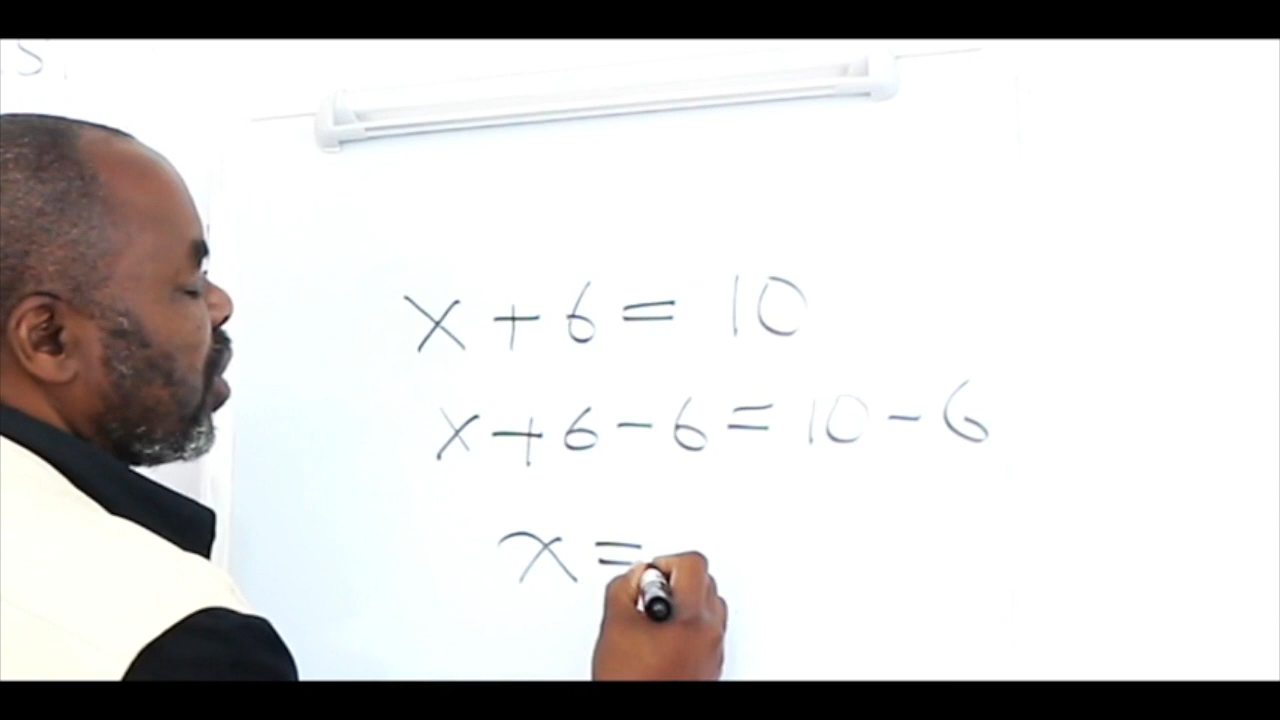 x + 6 = 10
x + 6 - 6 = 10 - 6
x =